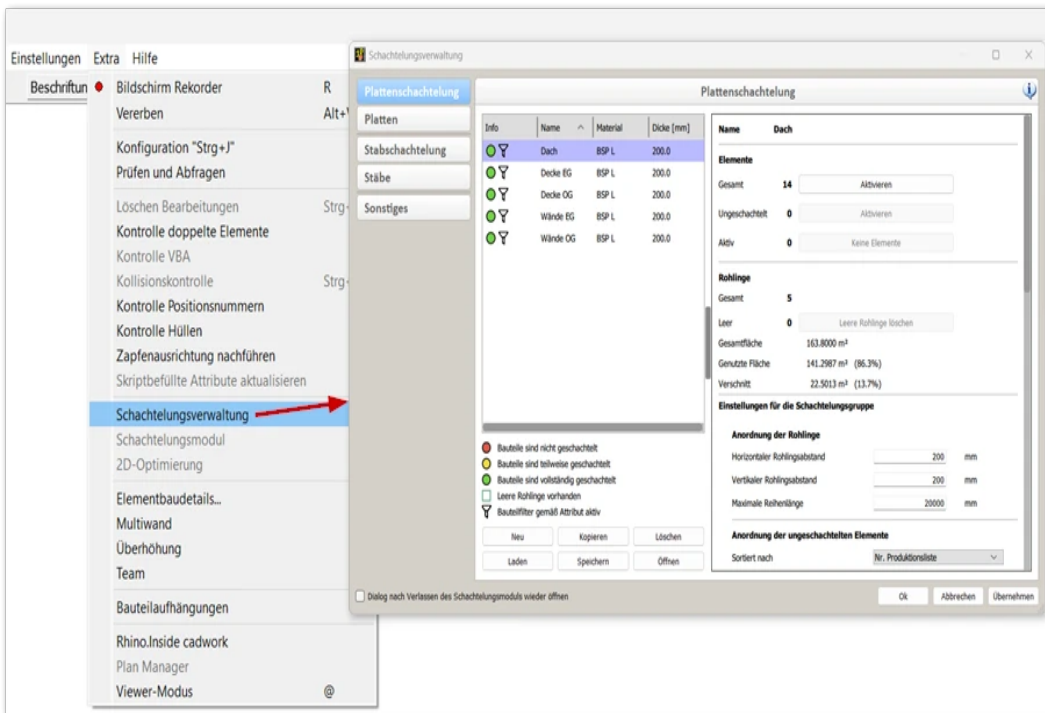 Einstellungen Extra Hilfe
Beschriftun
Bildschirm Rekorder R
Vererben Alt+
Konfiguration "Strg+J"
Prüfen und Abfragen
Löschen Bearbeitungen Strg
Kontrolle doppelte Elemente
Kontrolle VBA
Kollisionskontrolle Strg
Kontrolle Positionsnummern
Kontrolle Hüllen
Zapfenausrichtung nachführen
Skriptbefüllte Attribute aktualisieren
Schachtelungsverwaltung
Schachtelungsmodul
2D-Optimierung
Elementbaudetails...
Multiwand
Überhöhung
Team
Bauteilaufhängungen
Rhino.Inside cadwork
Plan Manager
Viewer-Modus @
Schachtelungsverwaltung
Plattenschachtelung
Platten
Stabschachtelung
Stäbe
Sonstiges
Plattenschachtelung
Info Name Material Dicke [mm]
Dach BSP L 200.0
Decke EG BSP L 200.0
Decke OG BSP L 200.0
Wände EG BSP L 200.0
Wände OG BSP L 200.0
Bauteile sind nicht geschachtelt
Bauteile sind teilweise geschachtelt
Bauteile sind vollständig geschachtelt
Leere Rohlinge vorhanden
Bauteilfilter gemäß Attribut aktiv
Neu Kopieren Löschen
Laden Speichern Öffnen
Name Dach
Elemente
Gesamt 14 Aktivieren
Ungeschachtelt 0 Aktivieren
Aktiv 0 Keine Elemente
Rohlinge
Gesamt 5
Leer 0 Leere Rohlinge löschen
Gesamtfläche 163.8000 m²
Genutzte Fläche 141.2987 m² (86.3%)
Verschnitt 22.5013 m² (13.7%)
Einstellungen für die Schachtelungsgruppe
Anordnung der Rohlinge
Horizontaler Rohlingsabstand 200 mm
Vertikaler Rohlingsabstand 200 mm
Maximale Reihenlänge 20000 mm
Anordnung der ungeschachtelten Elemente
Sortiert nach Nr. Produktionsliste
Dialog nach Verlassen des Schachtelungsmoduls wieder öffnen
Ok Abbrechen Übernehmen